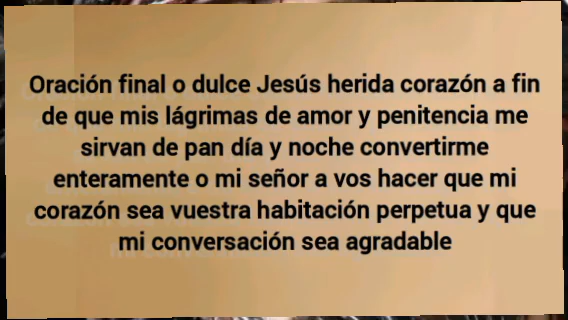 Oración final o dulce Jesús herida corazón a fin
de que mis lágrimas de amor y penitencia me
sirvan de pan día y noche convertirme
enteramente o mi señor a vos hacer que mi
corazón sea vuestra habitación perpetua y que
mi conversación sea agradable